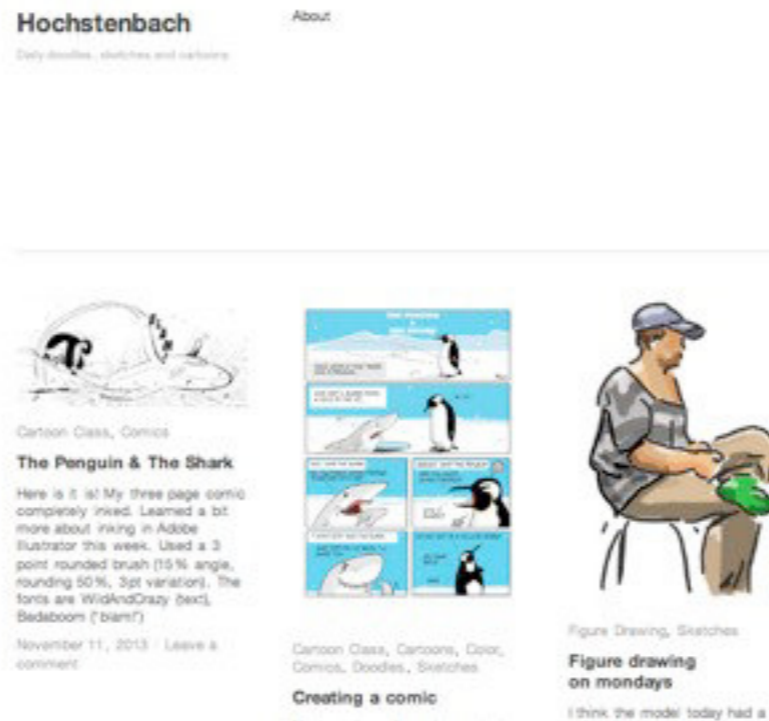 Hochstenbach
About
Daily doodles, sketches and cartoons
Cartoon Class, Comics
The Penguin & The Shark
Here is it is! My three page comic
completely inked. Learned a bit
more about inking in Adobe
Illustrator this week. Used a 3
point rounded brush (15% angle,
rounding 50%, 3pt variation). The
fonts are WildAndCrazy (text),
Bedaboom ("blam!")
November 11, 2013 Leave a
comment
Cartoon Class, Cartoons, Color,
Comics, Doodles, Sketches
Creating a comic
Figure Drawing, Sketches
Figure drawing
on mondays
I think the model today had a